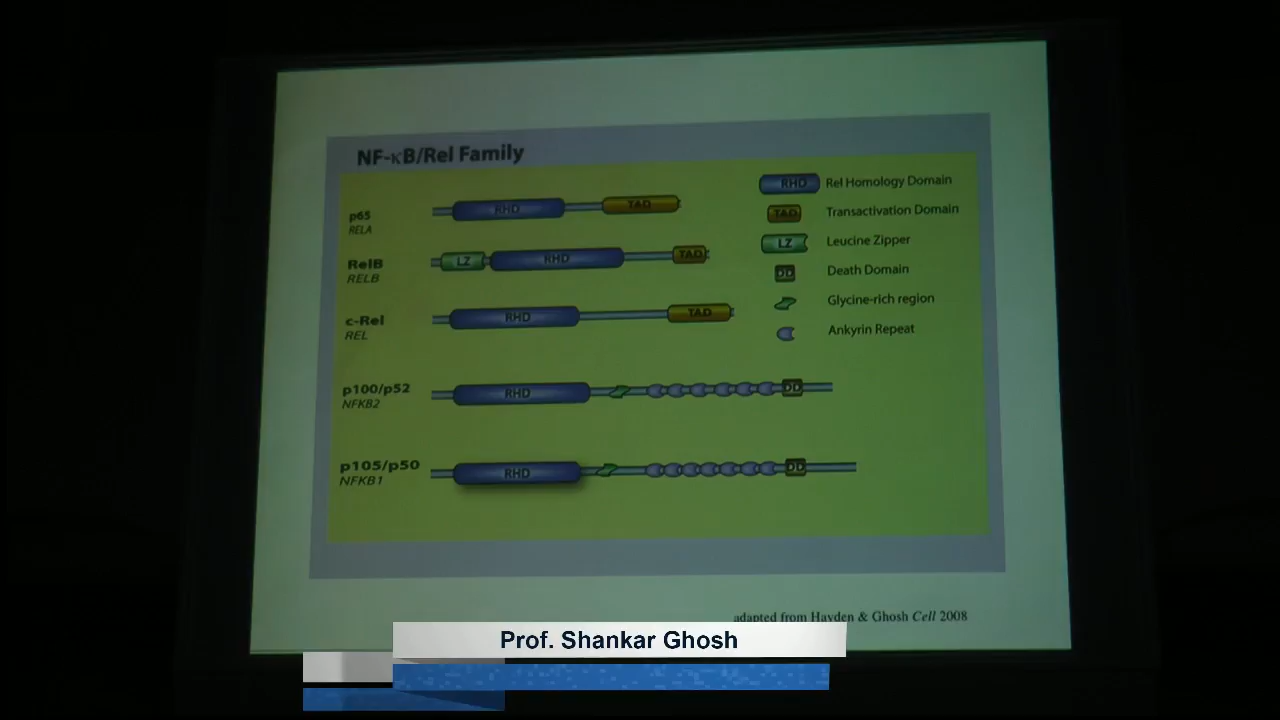 NF-κB/Rel Family
p65
RELA
RHD
TAD
RelB
RELB
LZ
RHD
TAD
c-Rel
REL
RHD
TAD
p100/p52
NFKB2
RHD
DD
p105/p50
NFKB1
RHD
DD
RHD Rel Homology Domain
TAD Transactivation Domain
LZ Leucine Zipper
DD Death Domain
Glycine-rich region
Ankyrin Repeat
adapted from Hayden & Ghosh Cell 2008
Prof. Shankar Ghosh